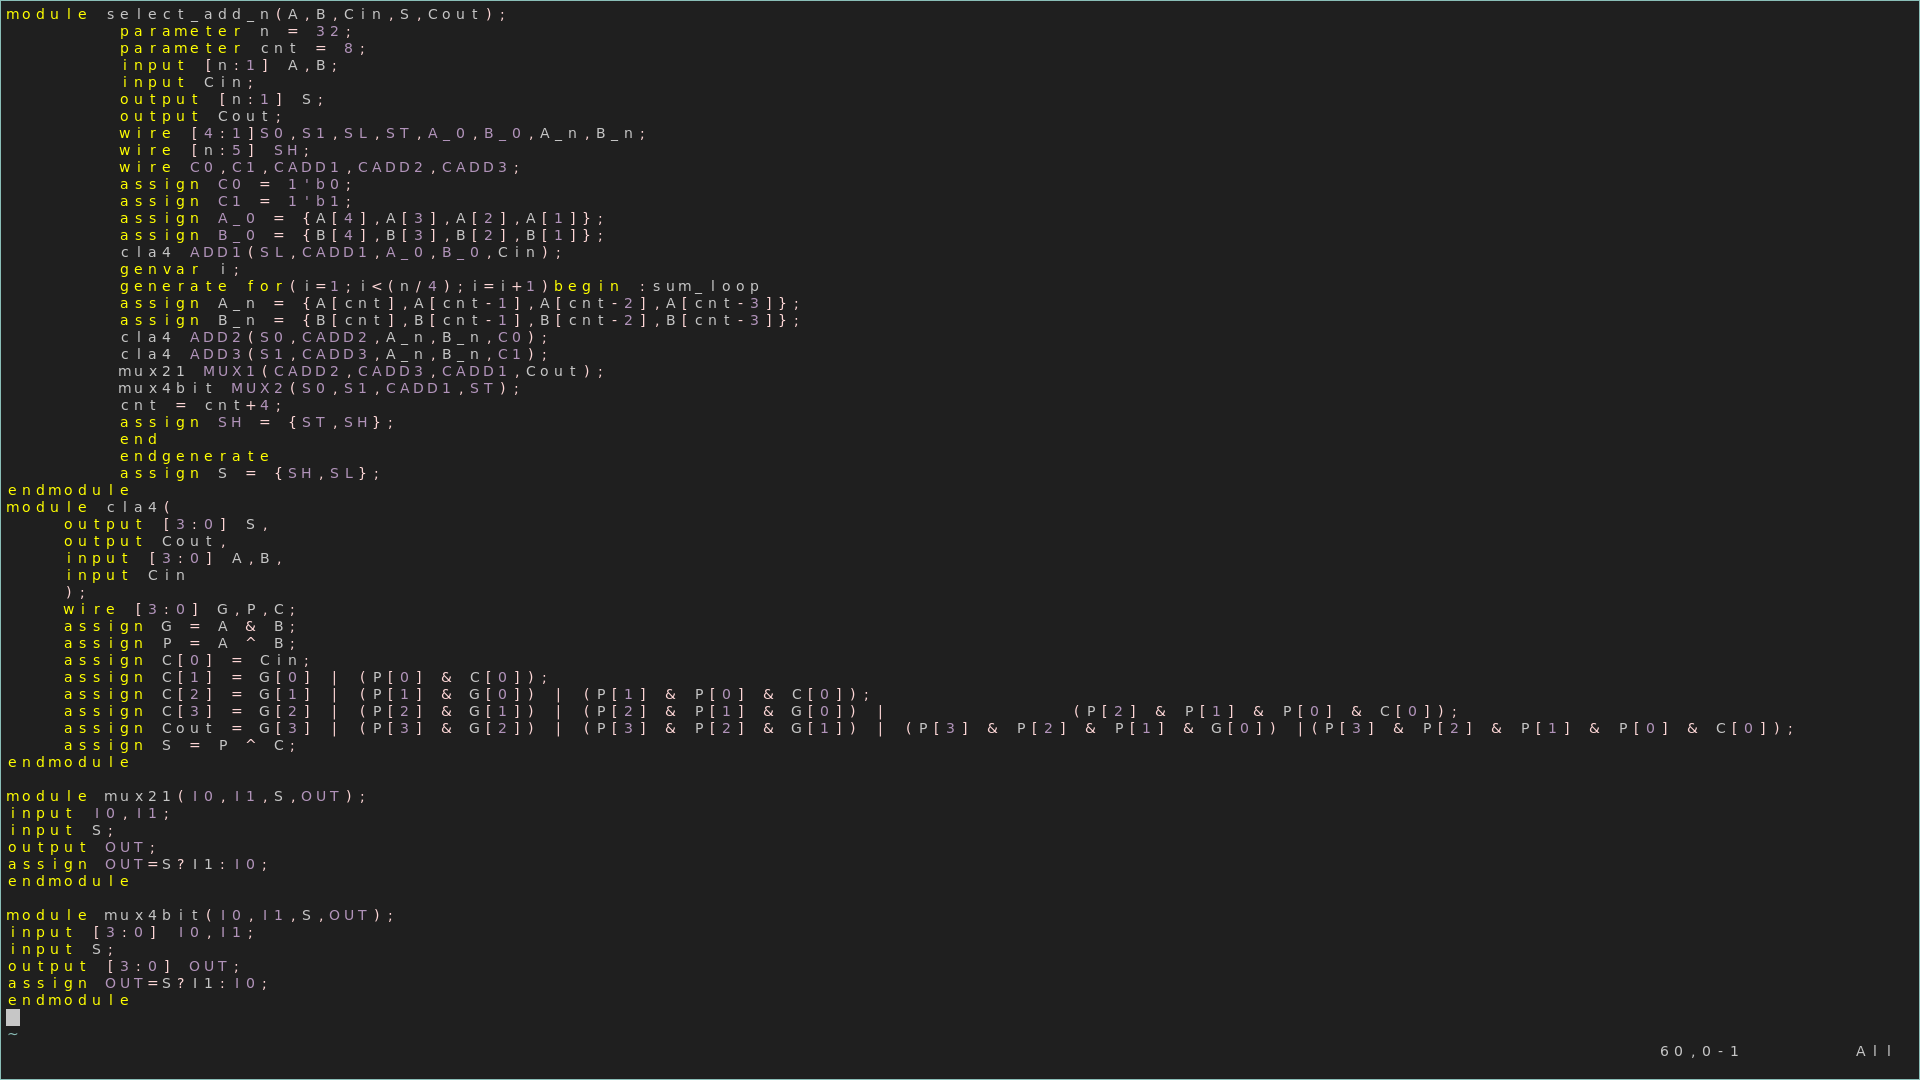 module select_add_n(A,B,Cin,S,Cout);
parameter n = 32;
parameter cnt = 8;
input [n:1] A,B;
input Cin;
output [n:1] S;
output Cout;
wire [4:1]S0,S1,SL,ST,A_0,B_0,A_n,B_n;
wire [n:5] SH;
wire C0,C1,CADD1,CADD2,CADD3;
assign C0 = 1'b0;
assign C1 = 1'b1;
assign A_0 = {A[4],A[3],A[2],A[1]};
assign B_0 = {B[4],B[3],B[2],B[1]};
cla4 ADD1(SL,CADD1,A_0,B_0,Cin);
genvar i;
generate for(i=1;i<(n/4);i=i+1)begin :sum_loop
assign A_n = {A[cnt],A[cnt-1],A[cnt-2],A[cnt-3]};
assign B_n = {B[cnt],B[cnt-1],B[cnt-2],B[cnt-3]};
cla4 ADD2(S0,CADD2,A_n,B_n,C0);
cla4 ADD3(S1,CADD3,A_n,B_n,C1);
mux21 MUX1(CADD2,CADD3,CADD1,Cout);
mux4bit MUX2(S0,S1,CADD1,ST);
cnt = cnt+4;
assign SH = {ST,SH};
end
endgenerate
assign S = {SH,SL};
endmodule
module cla4(
output [3:0] S,
output Cout,
input [3:0] A,B,
input Cin
);
wire [3:0] G,P,C;
assign G = A & B;
assign P = A ^ B;
assign C[0] = Cin;
assign C[1] = G[0] | (P[0] & C[0]);
assign C[2] = G[1] | (P[1] & G[0]) | (P[1] & P[0] & C[0]);
assign C[3] = G[2] | (P[2] & G[1]) | (P[2] & P[1] & G[0]) | (P[2] & P[1] & P[0] & C[0]);
assign Cout = G[3] | (P[3] & G[2]) | (P[3] & P[2] & G[1]) | (P[3] & P[2] & P[1] & G[0]) |(P[3] & P[2] & P[1] & P[0] & C[0]);
assign S = P ^ C;
endmodule
module mux21(I0,I1,S,OUT);
input I0,I1;
input S;
output OUT;
assign OUT=S?I1:I0;
endmodule
module mux4bit(I0,I1,S,OUT);
input [3:0] I0,I1;
input S;
output [3:0] OUT;
assign OUT=S?I1:I0;
endmodule
~
60,0-1 All